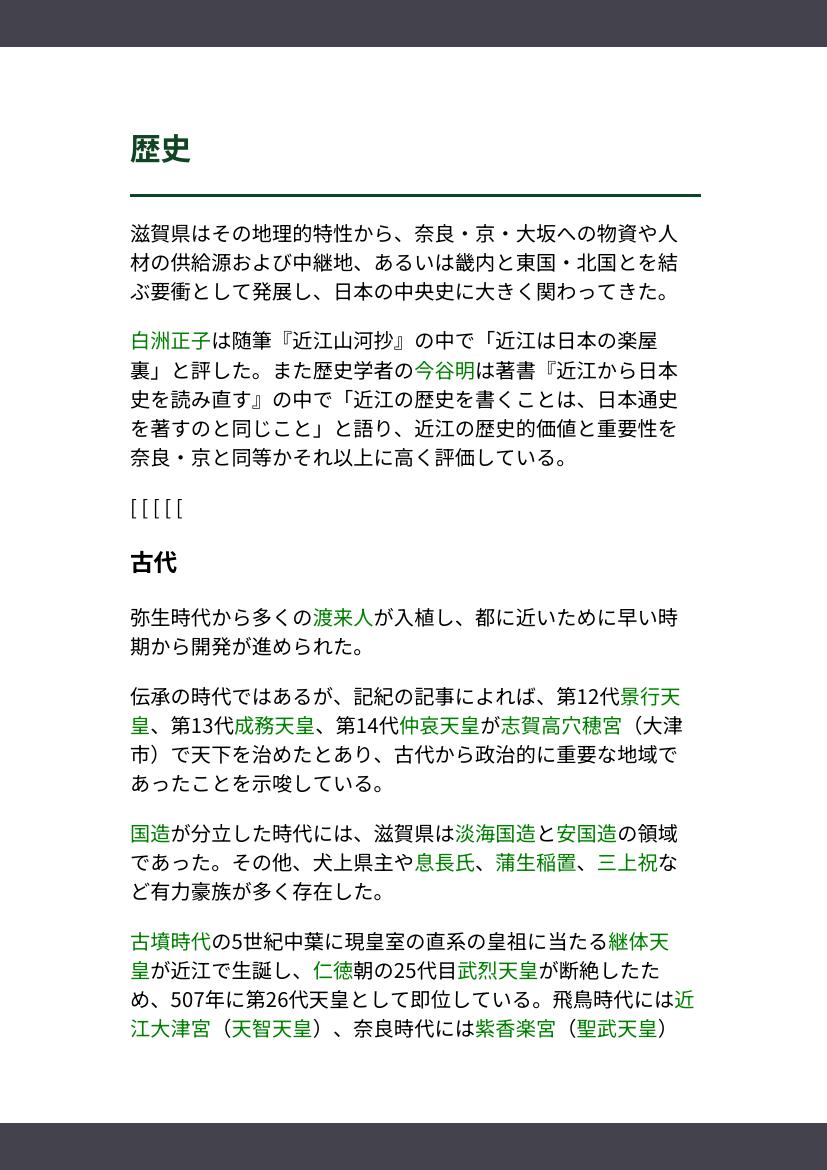 歴史
滋賀県はその地理的特性から、奈良・京・大坂への物資や人
材の供給源および中継地、あるいは畿内と東国・北国とを結
ぶ要衝として発展し、日本の中央史に大きく関わってきた。
白洲正子は随筆『近江山河抄』の中で「近江は日本の楽屋
裏」と評した。また歴史学者の今谷明は著書『近江から日本
史を読み直す』の中で「近江の歴史を書くことは、日本通史
を著すのと同じこと」と語り、近江の歴史的価値と重要性を
奈良・京と同等かそれ以上に高く評価している。
[ [ [ [ [
古代
弥生時代から多くの渡来人が入植し、都に近いために早い時
期から開発が進められた。
伝承の時代ではあるが、記紀の記事によれば、第12代景行天
皇、第13代成務天皇、第14代仲哀天皇が志賀高穴穂宮（大津
市）で天下を治めたとあり、古代から政治的に重要な地域で
あったことを示唆している。
国造が分立した時代には、滋賀県は淡海国造と安国造の領域
であった。その他、犬上県主や息長氏、蒲生稲置、三上祝な
ど有力豪族が多く存在した。
古墳時代の5世紀中葉に現皇室の直系の皇祖に当たる継体天
皇が近江で生誕し、仁徳朝の25代目武烈天皇が断絶したた
め、507年に第26代天皇として即位している。飛鳥時代には近
江大津宮（天智天皇）、奈良時代には紫香楽宮（聖武天皇）